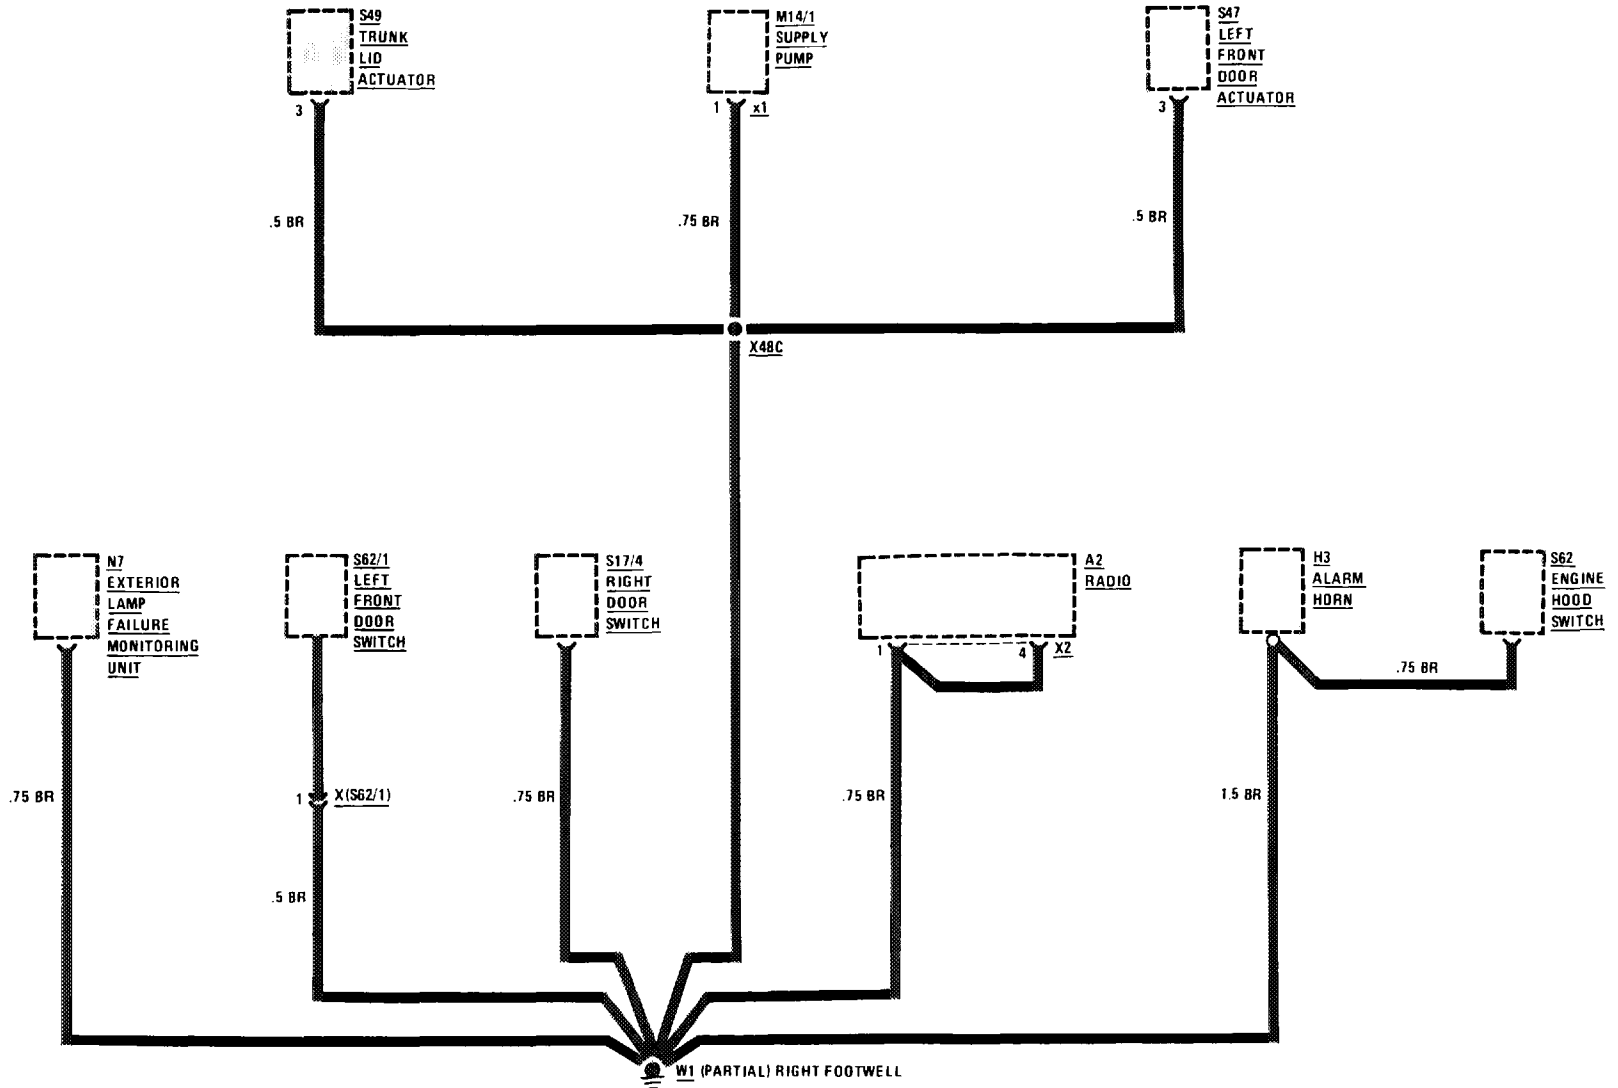 S49
TRUNK
LID
ACTUATOR
3
M14/1
SUPPLY
PUMP
1 x1
S47
LEFT
FRONT
DOOR
ACTUATOR
3
.5 BR
.75 BR
.5 BR
X48C
N7
EXTERIOR
LAMP
FAILURE
MONITORING
UNIT
S62/1
LEFT
FRONT
DOOR
SWITCH
S17/4
RIGHT
DOOR
SWITCH
A2
RADIO
1
4 X2
H3
ALARM
HORN
S62
ENGINE
HOOD
SWITCH
.75 BR
.75 BR
1 X(S62/1)
.75 BR
.75 BR
1.5 BR
.5 BR
W1 (PARTIAL) RIGHT FOOTWELL